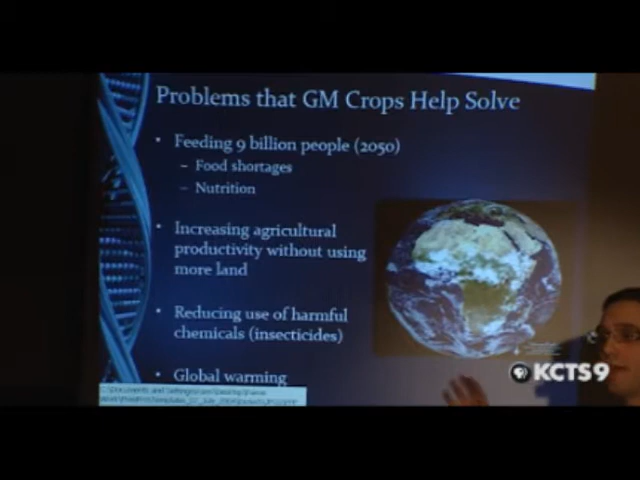 Problems that GM Crops Help Solve
• Feeding 9 billion people (2050)
– Food shortages
– Nutrition
• Increasing agricultural
productivity without using
more land
• Reducing use of harmful
chemicals (insecticides)
• Global warming
KCTS9